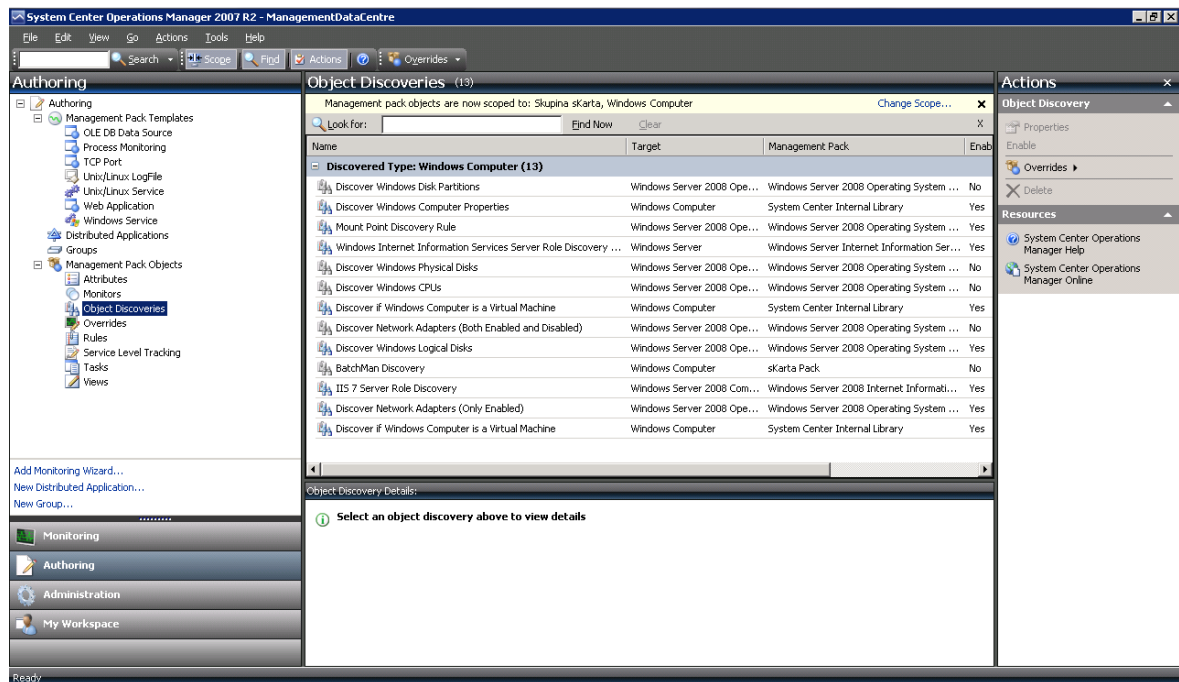 System Center Operations Manager 2007 R2 - ManagementDataCentre
File Edit View Go Actions Tools Help
Search Scope Find Actions Overrides
Authoring
Authoring
Management Pack Templates
OLE DB Data Source
Process Monitoring
TCP Port
Unix/Linux LogFile
Unix/Linux Service
Web Application
Windows Service
Distributed Applications
Groups
Management Pack Objects
Attributes
Monitors
Object Discoveries
Overrides
Rules
Service Level Tracking
Tasks
Views
Add Monitoring Wizard...
New Distributed Application...
New Group...
Monitoring
Authoring
Administration
My Workspace
Object Discoveries (13)
Management pack objects are now scoped to: Skupina sKarta, Windows Computer Change Scope... x
Look for: Find Now Clear X
Name Target Management Pack Enab
Discovered Type: Windows Computer (13)
Discover Windows Disk Partitions Windows Server 2008 Ope... Windows Server 2008 Operating System ... No
Discover Windows Computer Properties Windows Computer System Center Internal Library Yes
Mount Point Discovery Rule Windows Server 2008 Ope... Windows Server 2008 Operating System ... Yes
Windows Internet Information Services Server Role Discovery ... Windows Server Windows Server Internet Information Ser... Yes
Discover Windows Physical Disks Windows Server 2008 Ope... Windows Server 2008 Operating System ... No
Discover Windows CPUs Windows Server 2008 Ope... Windows Server 2008 Operating System ... No
Discover if Windows Computer is a Virtual Machine Windows Computer System Center Internal Library Yes
Discover Network Adapters (Both Enabled and Disabled) Windows Server 2008 Ope... Windows Server 2008 Operating System ... No
Discover Windows Logical Disks Windows Server 2008 Ope... Windows Server 2008 Operating System ... Yes
BatchMan Discovery Windows Computer sKarta Pack No
IIS 7 Server Role Discovery Windows Server 2008 Com... Windows Server 2008 Internet Informati... Yes
Discover Network Adapters (Only Enabled) Windows Server 2008 Ope... Windows Server 2008 Operating System ... Yes
Discover if Windows Computer is a Virtual Machine Windows Computer System Center Internal Library Yes
Object Discovery Details:
Select an object discovery above to view details
Actions x
Object Discovery
Properties
Enable
Overrides
Delete
Resources
System Center Operations
Manager Help
System Center Operations
Manager Online
Ready